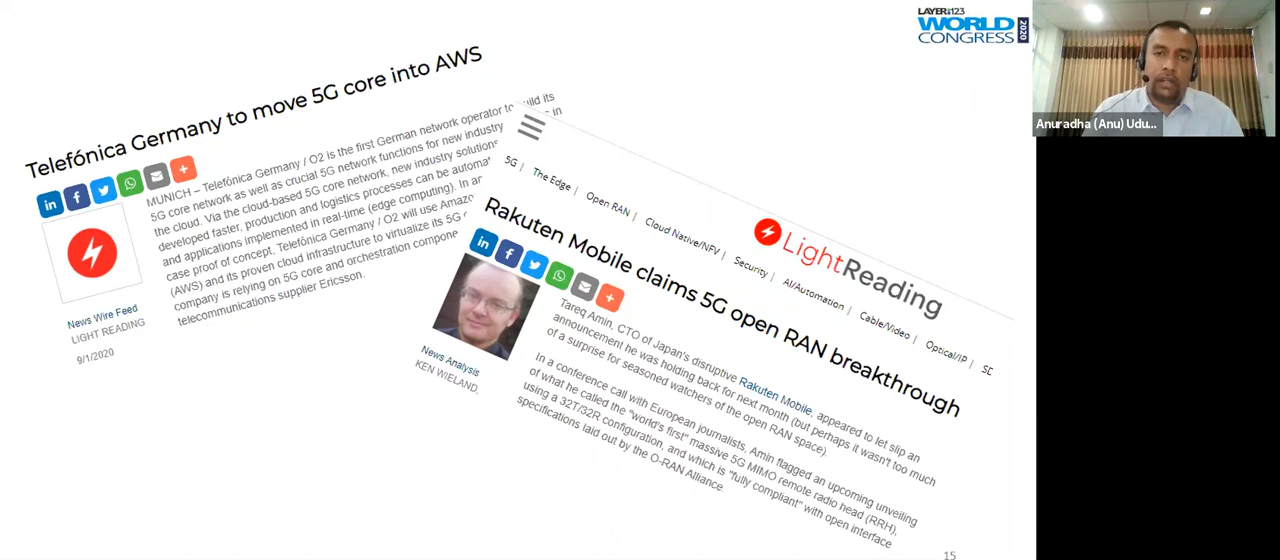 LAYER 123
WORLD
CONGRESS
2020
Anuradha (Anu) Udu...
Telefónica Germany to move 5G core into AWS
MUNICH – Telefónica Germany / O2 is the first German network operator to build its
5G core network as well as crucial 5G network functions for new industry in
the cloud. Via the cloud-based 5G core network, new industry solutions
developed faster, production and logistics processes can be automa
and applications implemented in real-time (edge computing). In an
case proof of concept, Telefónica Germany / O2 will use Amazo
(AWS) and its proven cloud infrastructure to virtualize its 5G
company is relying on 5G core and orchestration compone
telecommunications supplier Ericsson.
News Wire Feed
LIGHT READING
9/1/2020
5G | The Edge | Open RAN | Cloud Native/NFV | Security | AI/Automation | Cable/Video | Optical/IP | SD
LightReading
Rakuten Mobile claims 5G open RAN breakthrough
News Analysis
KEN WIELAND,
Tareq Amin, CTO of Japan's disruptive Rakuten Mobile, appeared to let slip an
announcement he was holding back for next month (but perhaps it wasn't too much
of a surprise for seasoned watchers of the open RAN space).
In a conference call with European journalists, Amin flagged an upcoming unveiling
of what he called the "world's first" massive 5G MIMO remote radio head (RRH),
using a 32T/32R configuration, and which is "fully compliant" with open interface
specifications laid out by the O-RAN Alliance.
15